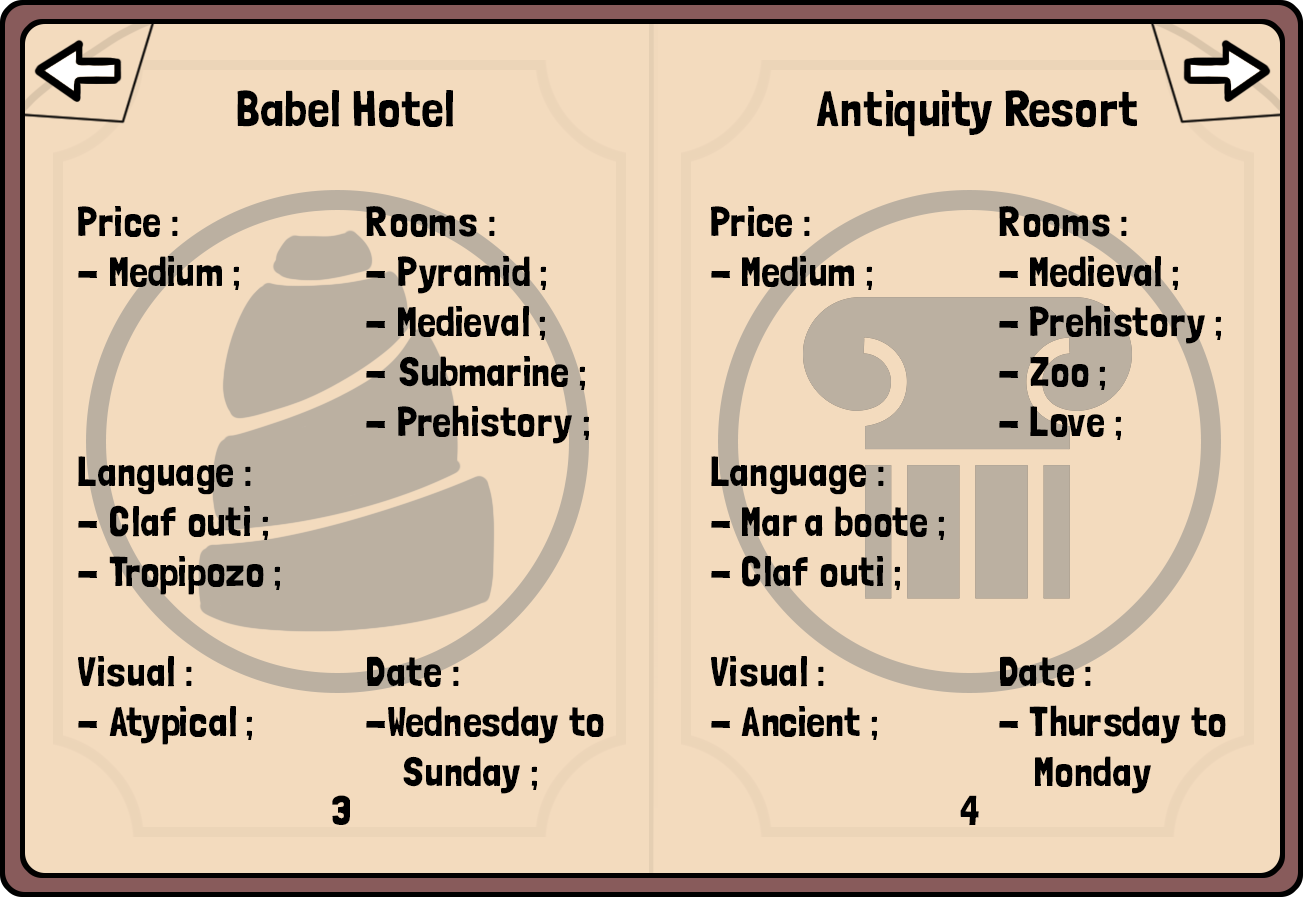 Babel Hotel
Price :
- Medium ;
Rooms :
- Pyramid ;
- Medieval ;
- Submarine ;
- Prehistory ;
Language :
- Claf outi ;
- Tropipozo ;
Visual :
- Atypical ;
Date :
-Wednesday to
Sunday ;
3
Antiquity Resort
Price :
- Medium ;
Rooms :
- Medieval ;
- Prehistory ;
- Zoo ;
- Love ;
Language :
- Mar a boote ;
- Claf outi ;
Visual :
- Ancient ;
Date :
- Thursday to
Monday
4